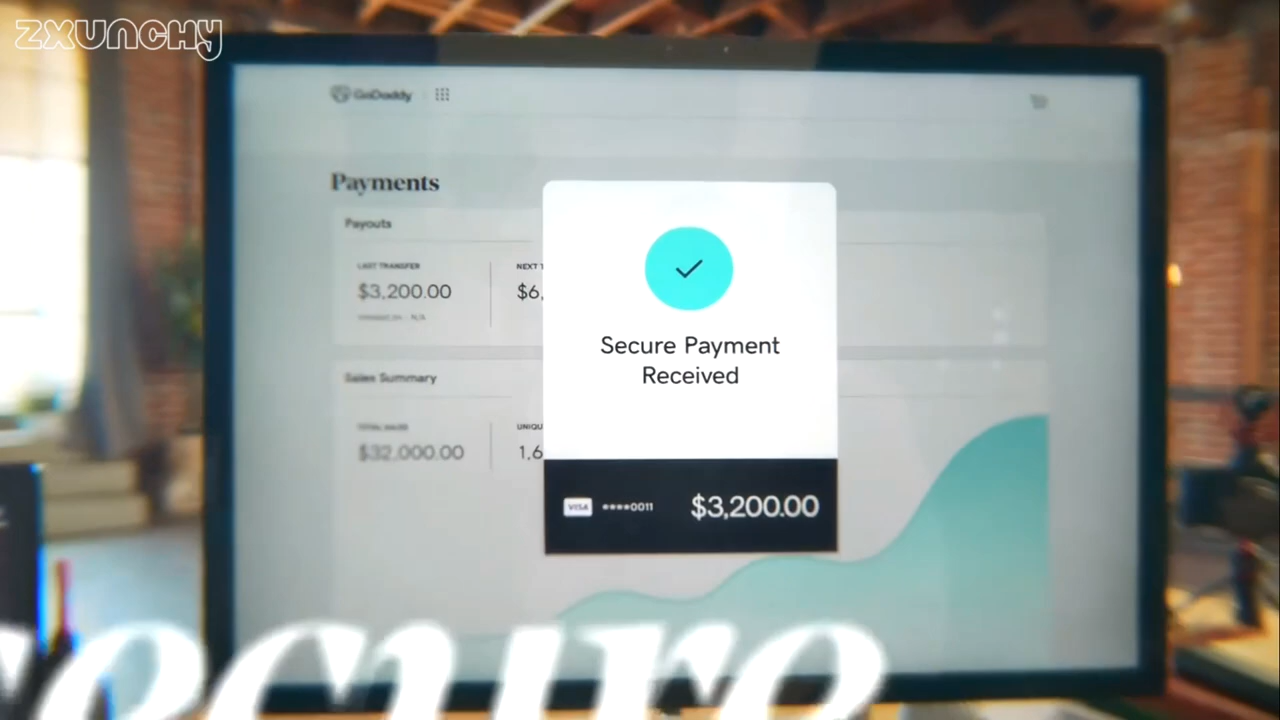 ZXUNCHY
GoDaddy
Payments
Payouts
LAST TRANSFER
NEXT T
$3,200.00
$6,
Secure Payment
Received
Sales Summary
TOTAL SALES
UNIQU
$32,000.00
1,6
VISA ****0011 $3,200.00
secure